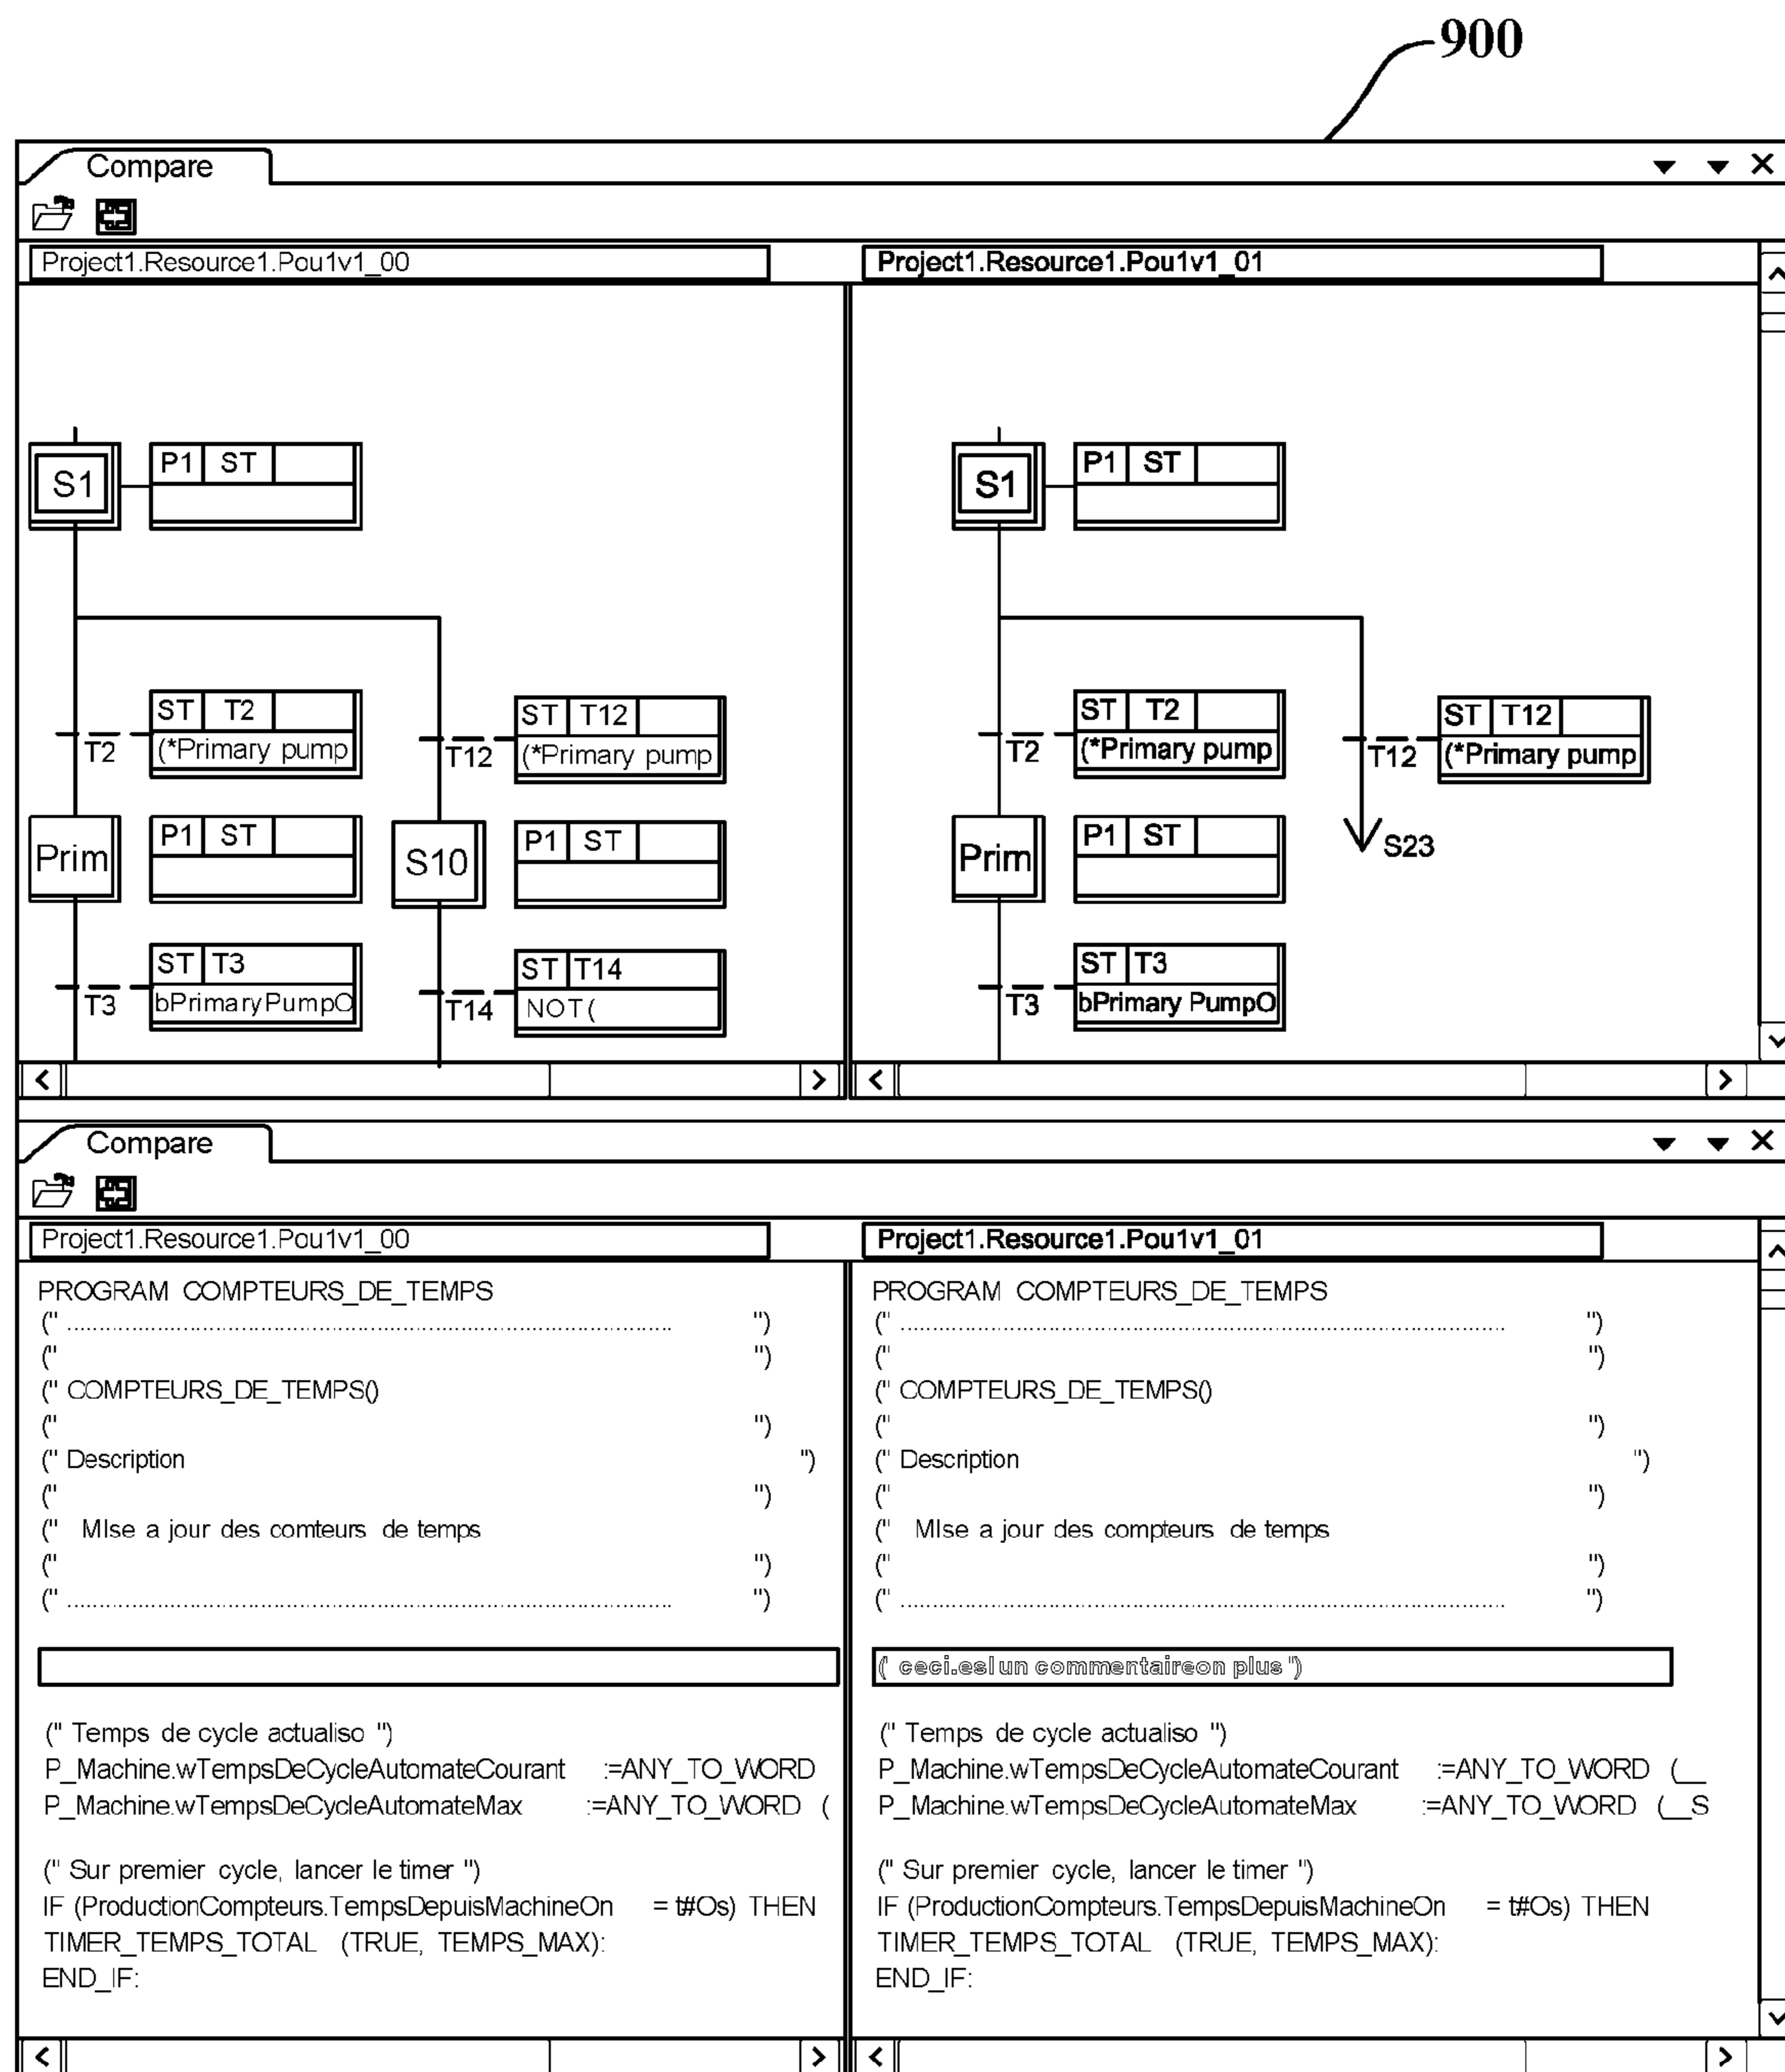 900
Compare
Project1.Resource1.Pou1v1_00
Project1.Resource1.Pou1v1_01
S1
P1 ST
ST T2
(*Primary pump
T2
ST T12
(*Primary pump
T12
Prim
P1 ST
S10
P1 ST
ST T3
bPrimaryPumpO
T3
ST T14
NOT(
T14
S1
P1 ST
ST T2
(*Primary pump
T2
ST T12
(*Primary pump
T12
Prim
P1 ST
S23
ST T3
bPrimary PumpO
T3
Compare
Project1.Resource1.Pou1v1_00
Project1.Resource1.Pou1v1_01
PROGRAM COMPTEURS_DE_TEMPS
(" ................................................................ ")
(" ")
(" COMPTEURS_DE_TEMPS()
(" ")
(" Description ")
(" ")
(" MIse a jour des comteurs de temps
(" ")
(" ................................................................ ")
(" Temps de cycle actualiso ")
P_Machine.wTempsDeCycleAutomateCourant :=ANY_TO_WORD
P_Machine.wTempsDeCycleAutomateMax :=ANY_TO_WORD (
(" Sur premier cycle, lancer le timer ")
IF (ProductionCompteurs.TempsDepuisMachineOn = t#Os) THEN
TIMER_TEMPS_TOTAL (TRUE, TEMPS_MAX):
END_IF:
PROGRAM COMPTEURS_DE_TEMPS
(" ................................................................ ")
(" ")
(" COMPTEURS_DE_TEMPS()
(" ")
(" Description ")
(" ")
(" MIse a jour des compteurs de temps
(" ")
(" ................................................................ ")
(' ceci.eslun commentaireon plus ")
(" Temps de cycle actualiso ")
P_Machine.wTempsDeCycleAutomateCourant :=ANY_TO_WORD (__
P_Machine.wTempsDeCycleAutomateMax :=ANY_TO_WORD (__S
(" Sur premier cycle, lancer le timer ")
IF (ProductionCompteurs.TempsDepuisMachineOn = t#Os) THEN
TIMER_TEMPS_TOTAL (TRUE, TEMPS_MAX):
END_IF: